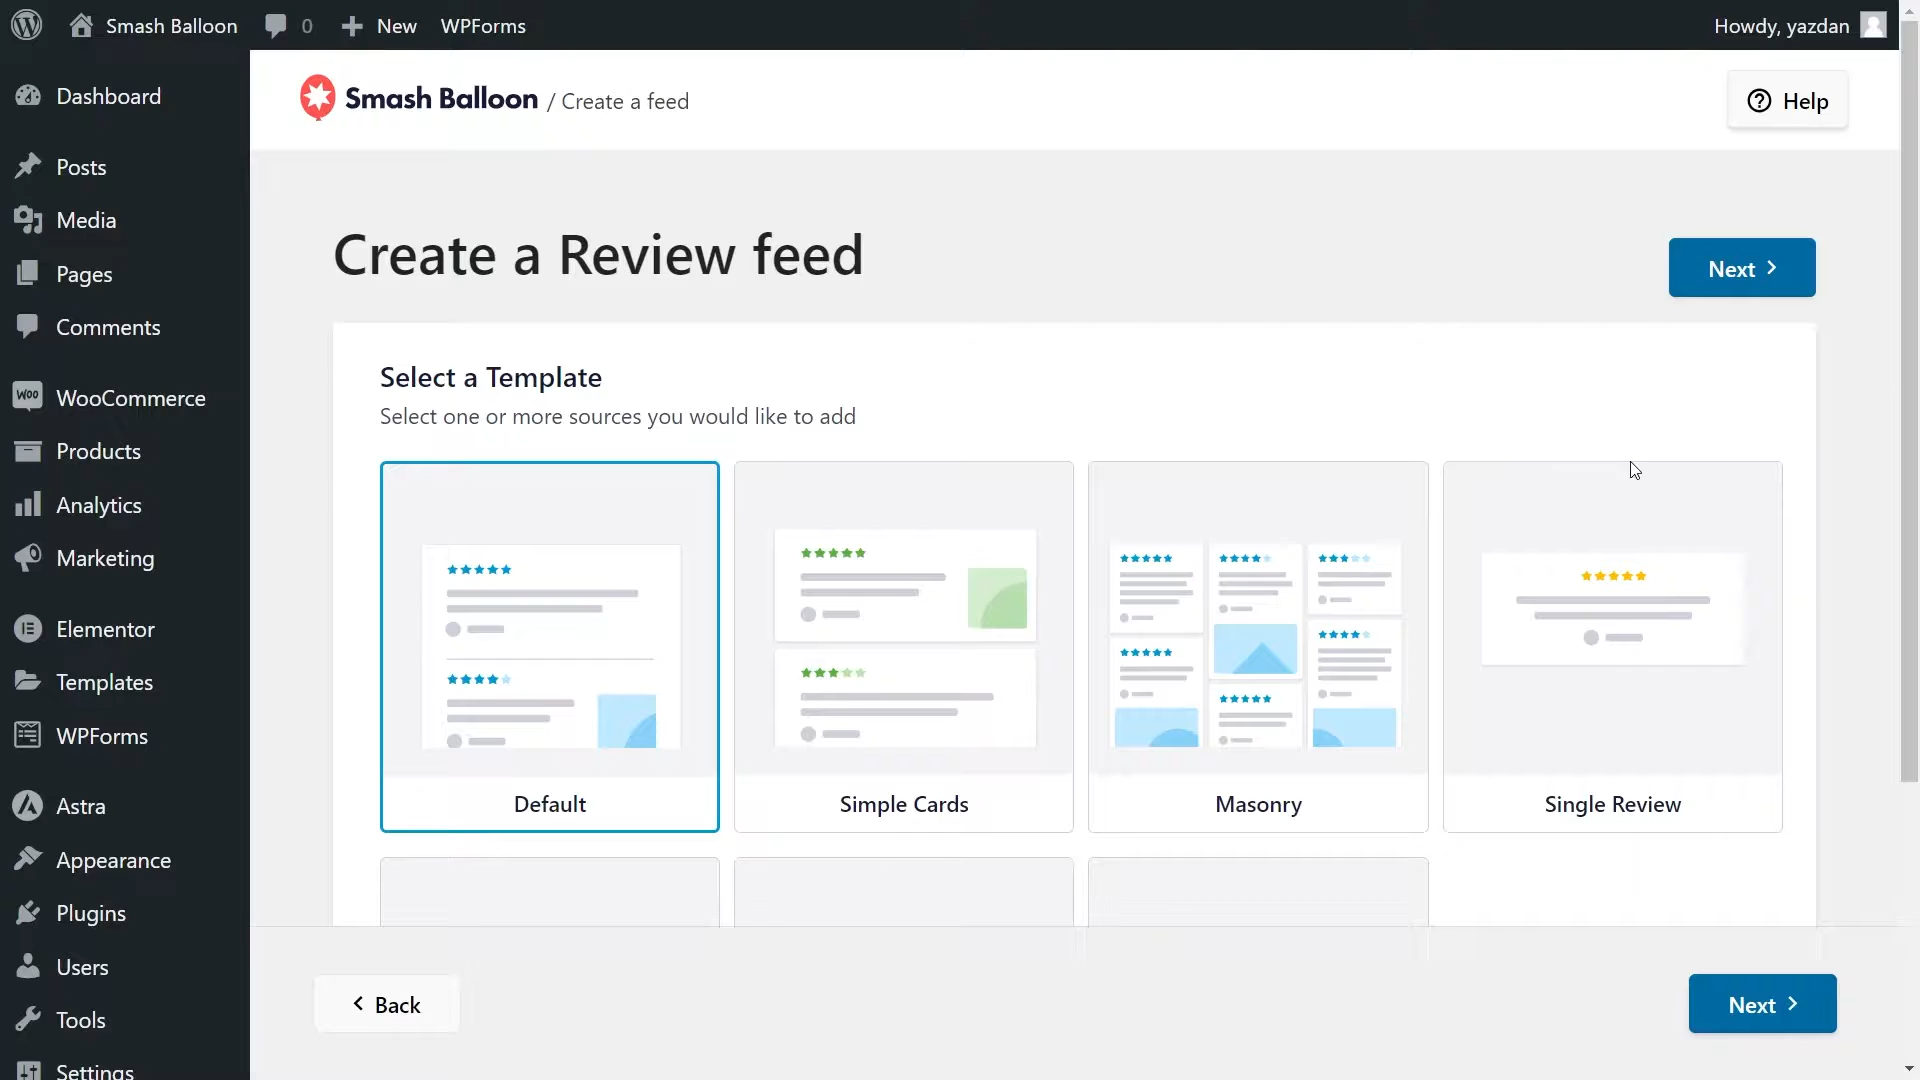 Smash Balloon 0 New WPForms Howdy, yazdan
Dashboard
Posts
Media
Pages
Comments
WOO WooCommerce
Products
Analytics
Marketing
Elementor
Templates
WPForms
Astra
Appearance
Plugins
Users
Tools
Settings
Smash Balloon / Create a feed
Help
Create a Review feed
Next
Select a Template
Select one or more sources you would like to add
Default
Simple Cards
Masonry
Single Review
Back
Next